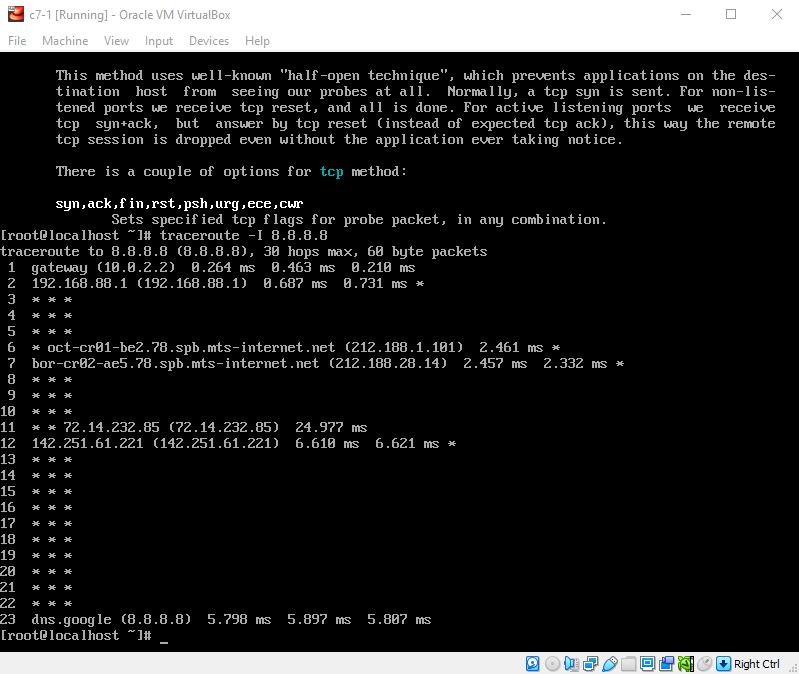 c7-1 [Running] - Oracle VM VirtualBox
File Machine View Input Devices Help
This method uses well-known "half-open technique", which prevents applications on the des-
tination host from seeing our probes at all. Normally, a tcp syn is sent. For non-lis-
tened ports we receive tcp reset, and all is done. For active listening ports we receive
tcp syn+ack, but answer by tcp reset (instead of expected tcp ack), this way the remote
tcp session is dropped even without the application ever taking notice.
There is a couple of options for tcp method:
syn,ack,fin,rst,psh,urg,ece,cwr
Sets specified tcp flags for probe packet, in any combination.
[root@localhost ~]# traceroute -I 8.8.8.8
traceroute to 8.8.8.8 (8.8.8.8), 30 hops max, 60 byte packets
1 gateway (10.0.2.2) 0.264 ms 0.463 ms 0.210 ms
2 192.168.88.1 (192.168.88.1) 0.687 ms 0.731 ms *
3 * * *
4 * * *
5 * * *
6 * oct-cr01-be2.78.spb.mts-internet.net (212.188.1.101) 2.461 ms *
7 bor-cr02-ae5.78.spb.mts-internet.net (212.188.28.14) 2.457 ms 2.332 ms *
8 * * *
9 * * *
10 * * *
11 * * 72.14.232.85 (72.14.232.85) 24.977 ms
12 142.251.61.221 (142.251.61.221) 6.610 ms 6.621 ms *
13 * * *
14 * * *
15 * * *
16 * * *
17 * * *
18 * * *
19 * * *
20 * * *
21 * * *
22 * * *
23 dns.google (8.8.8.8) 5.798 ms 5.897 ms 5.807 ms
[root@localhost ~]# _
Right Ctrl